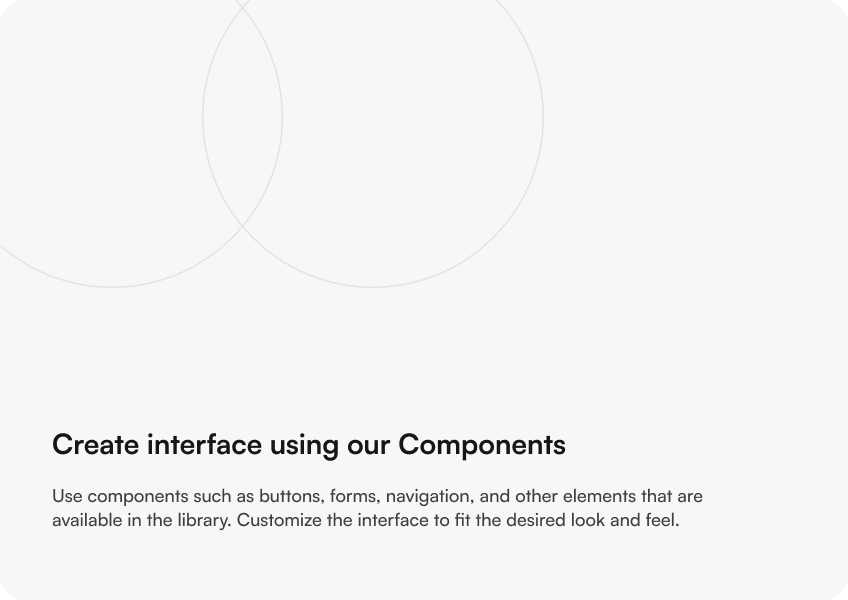 Create interface using our Components
Use components such as buttons, forms, navigation, and other elements that are
available in the library. Customize the interface to fit the desired look and feel.